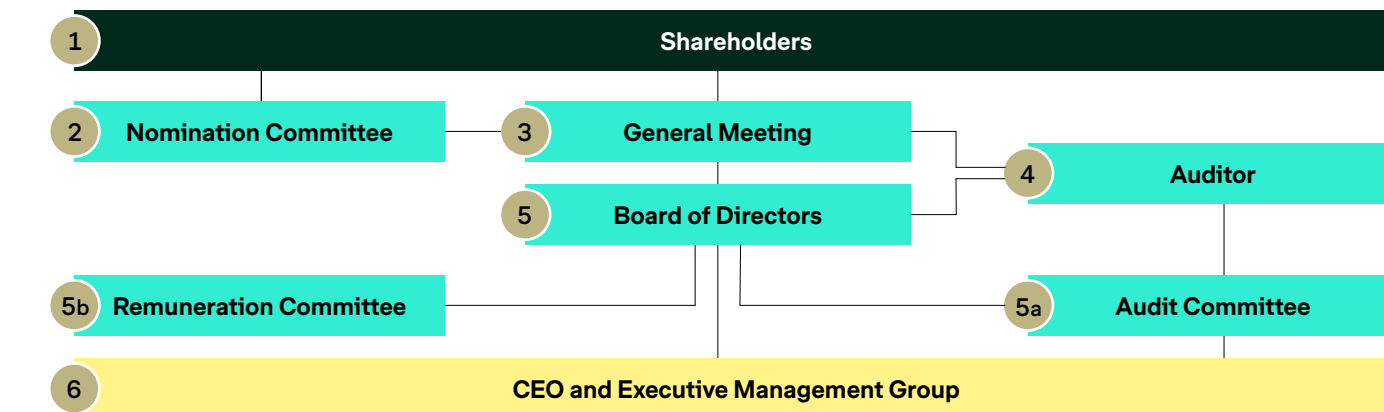 1 Shareholders
2 Nomination Committee
3 General Meeting
4 Auditor
5 Board of Directors
5b Remuneration Committee
5a Audit Committee
6 CEO and Executive Management Group